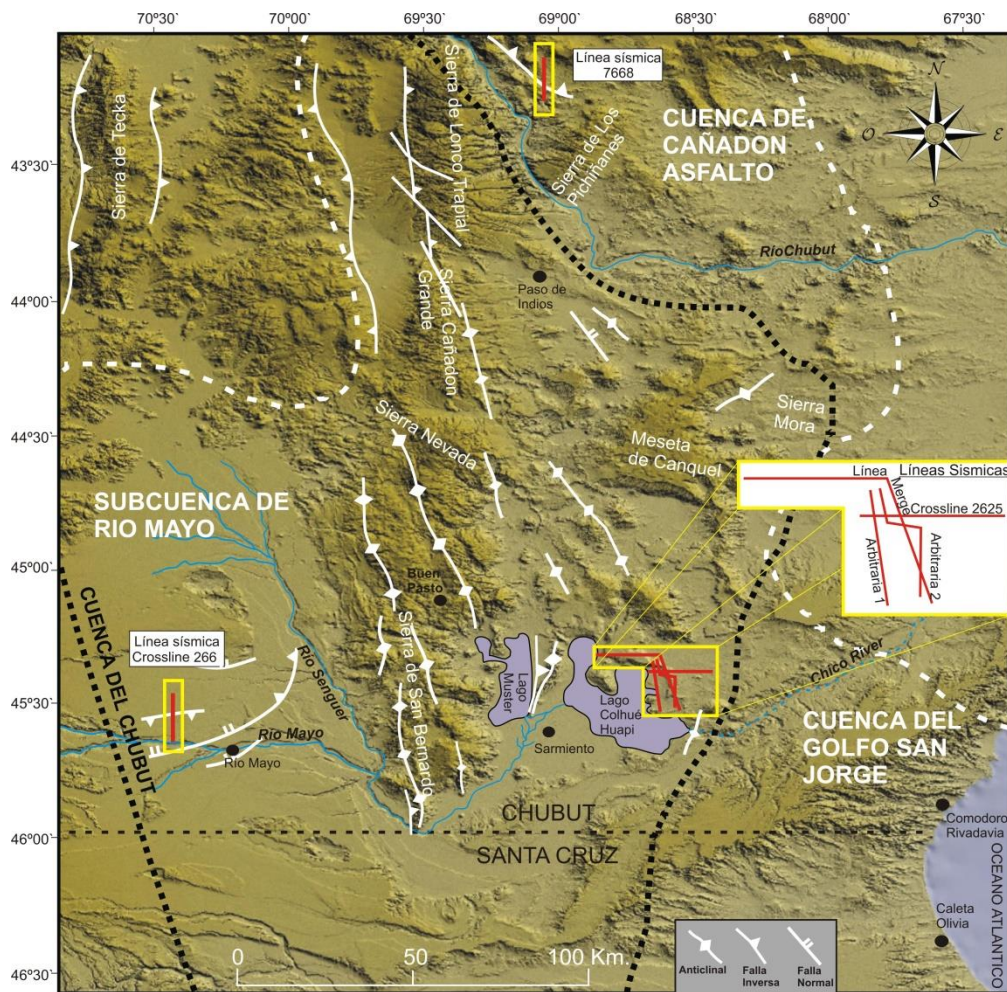 70°30'
70°00'
69°30'
69°00'
68°30'
68°00'
67°30'
43°30'
44°00'
44°30'
45°00'
45°30'
46°00'
46°30'
Línea sísmica
7668
N
O
E
S
CUENCA DE
CAÑADON
ASFALTO
Sierra de Tecka
Sierra de Lonco Trapial
Sierra de Los
Pichiñanes
RioChubut
Paso de
Indios
Sierra Cañadon
Grande
Sierra Nevada
Sierra
Mora
Meseta
de Canquel
SUBCUENCA DE
RIO MAYO
Línea
Líneas Sismicas
Merge
Crossline 2625
Arbitraria 1
Arbitraria 2
Buen
Pasto
CUENCA DEL CHUBUT
Línea sísmica
Crossline 266
Rio Senguer
Sierra de San Bernardo
Lago
Muster
Lago
Colhué
Huapi
Chico River
Rio Mayo
Rio Mayo
Sarmiento
CUENCA DEL
GOLFO SAN
JORGE
CHUBUT
SANTA CRUZ
Comodoro
Rivadavia
Caleta
Olivia
OCEANO ATLANTICO
0
50
100 Km.
Anticlinal
Falla
Inversa
Falla
Normal